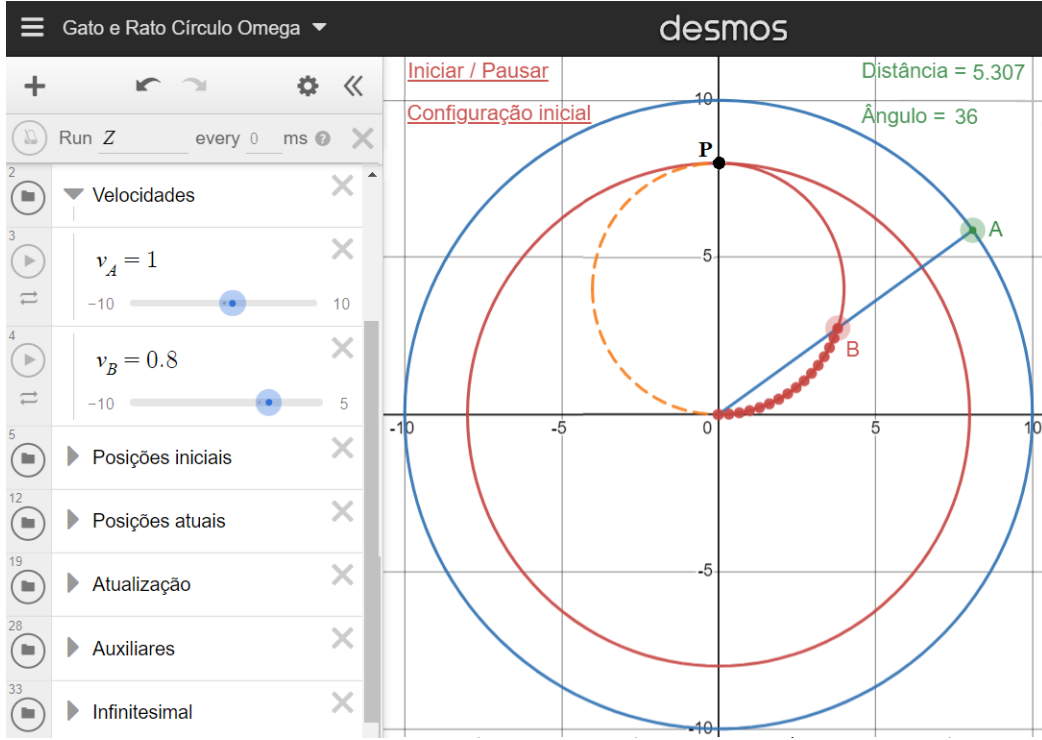 Gato e Rato Círculo Omega
desmos
Run Z every 0 ms
2
Velocidades
3
v_A = 1
-10 10
4
v_B = 0.8
-10 5
5
Posições iniciais
12
Posições atuais
19
Atualização
28
Auxiliares
33
Infinitesimal
Iniciar / Pausar
Configuração inicial
Distância = 5.307
Ângulo = 36
10
P
A
5
B
-10 -5 0 5 10
-5
-10